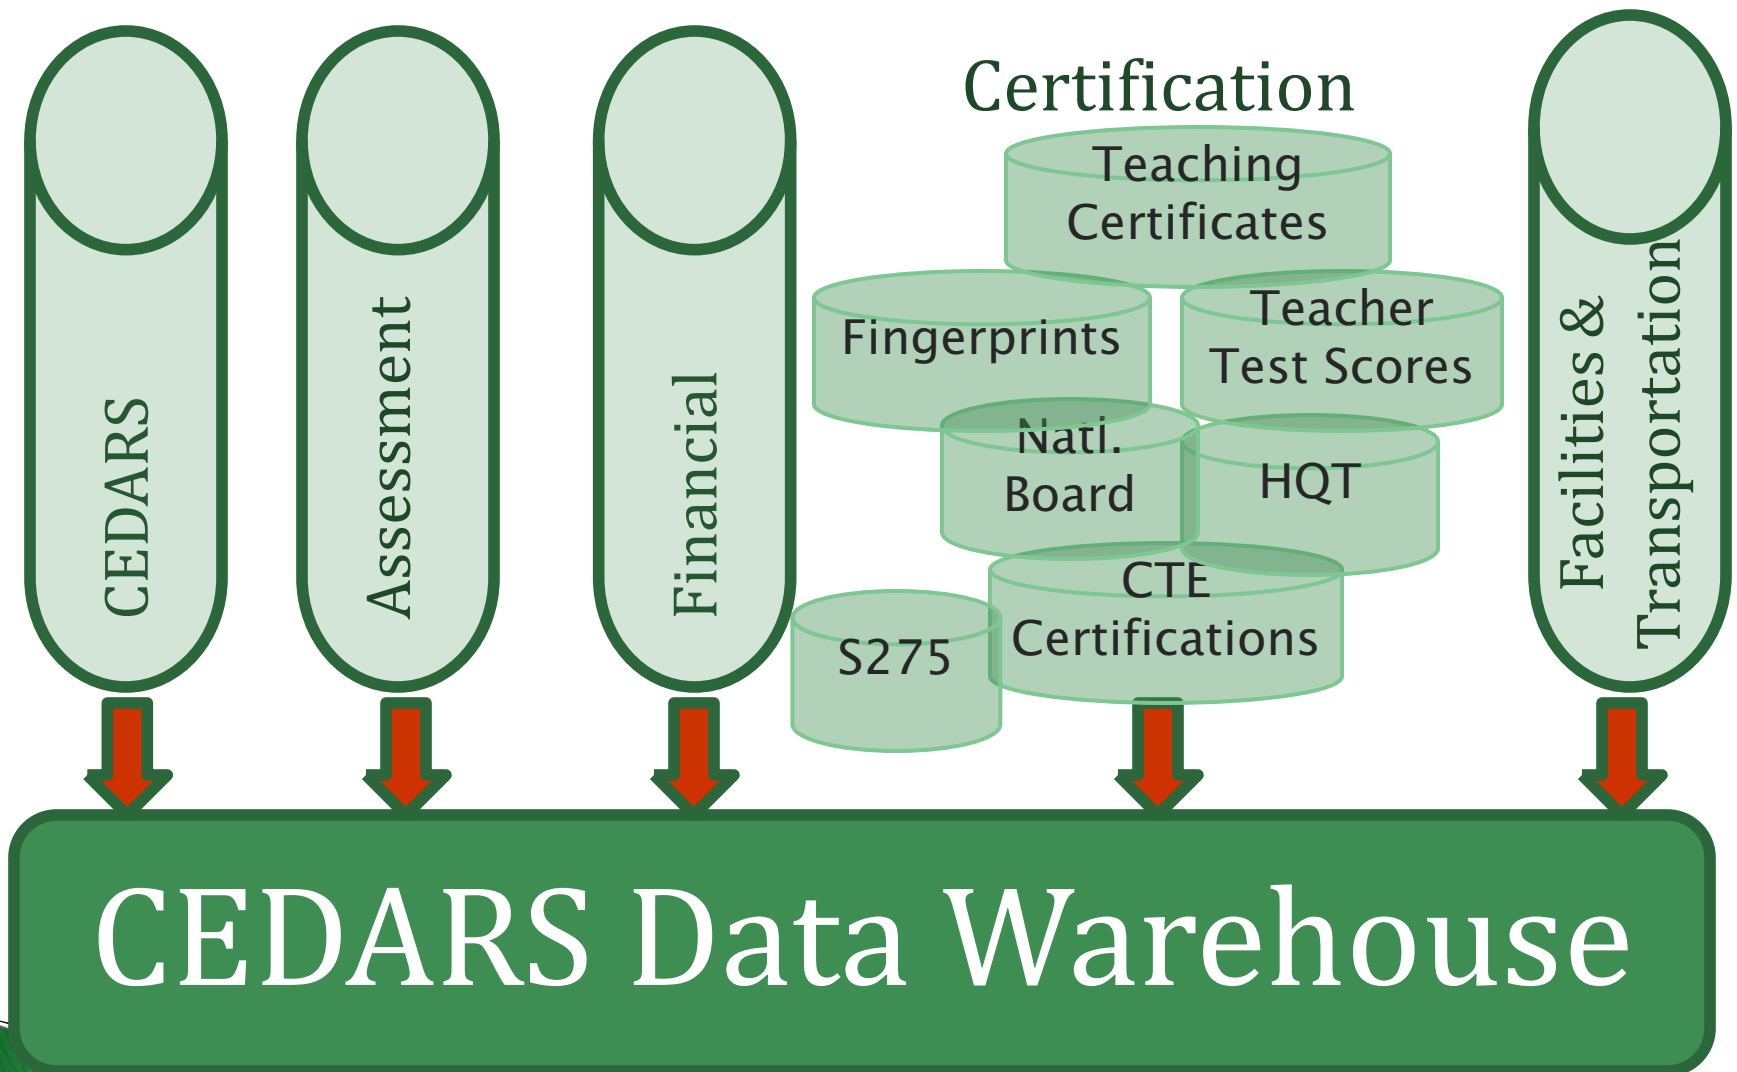 CEDARS
Assessment
Financial
Certification
Teaching
Certificates
Fingerprints
Teacher
Test Scores
Natl.
Board
HQT
CTE
Certifications
S275
Facilities &
Transportation
CEDARS Data Warehouse